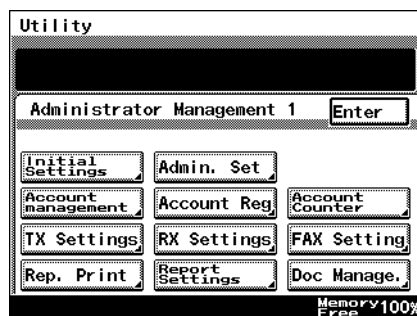 Utility
Administrator Management 1
Enter
Initial
Settings
Admin. Set
Account
management
Account Reg
Account
Counter
TX Settings
RX Settings
FAX Setting
Rep. Print
Report
Settings
Doc Manage.
Memory
Free
100%